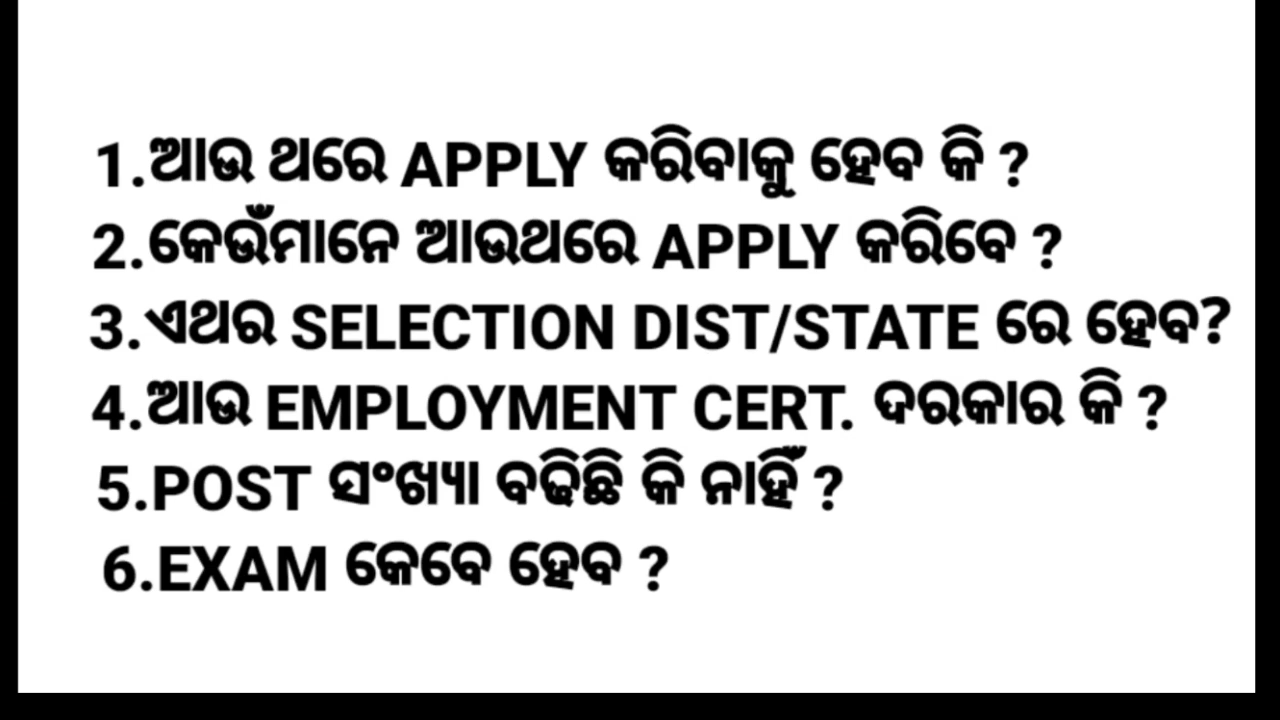 1.ଆଉ ଥରେ APPLY କରିବାକୁ ହେବ କି ?
2.କେଉଁମାନେ ଆଉଥରେ APPLY କରିବେ ?
3.ଏଥର SELECTION DIST/STATE ରେ ହେବ?
4.ଆଉ EMPLOYMENT CERT. ଦରକାର କି ?
5.POST ସଂଖ୍ୟା ବଢିଛି କି ନାହିଁ ?
6.EXAM କେବେ ହେବ ?